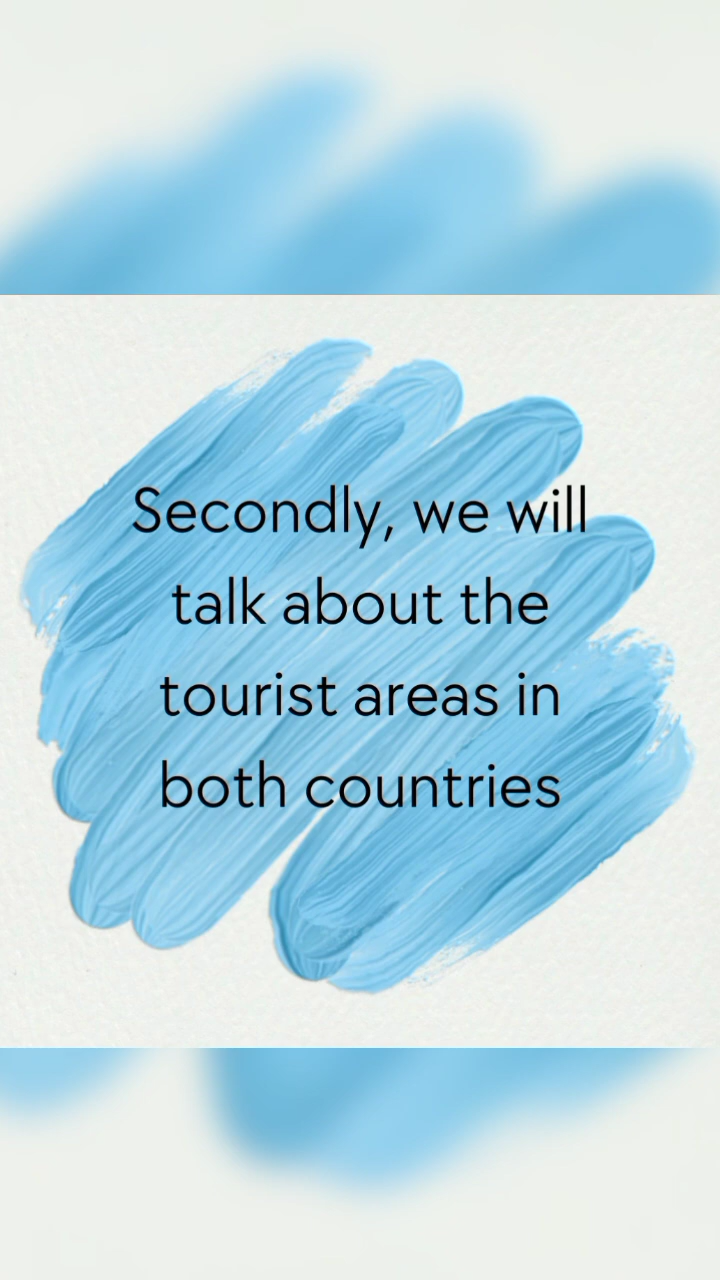 Secondly, we will
talk about the
tourist areas in
both countries